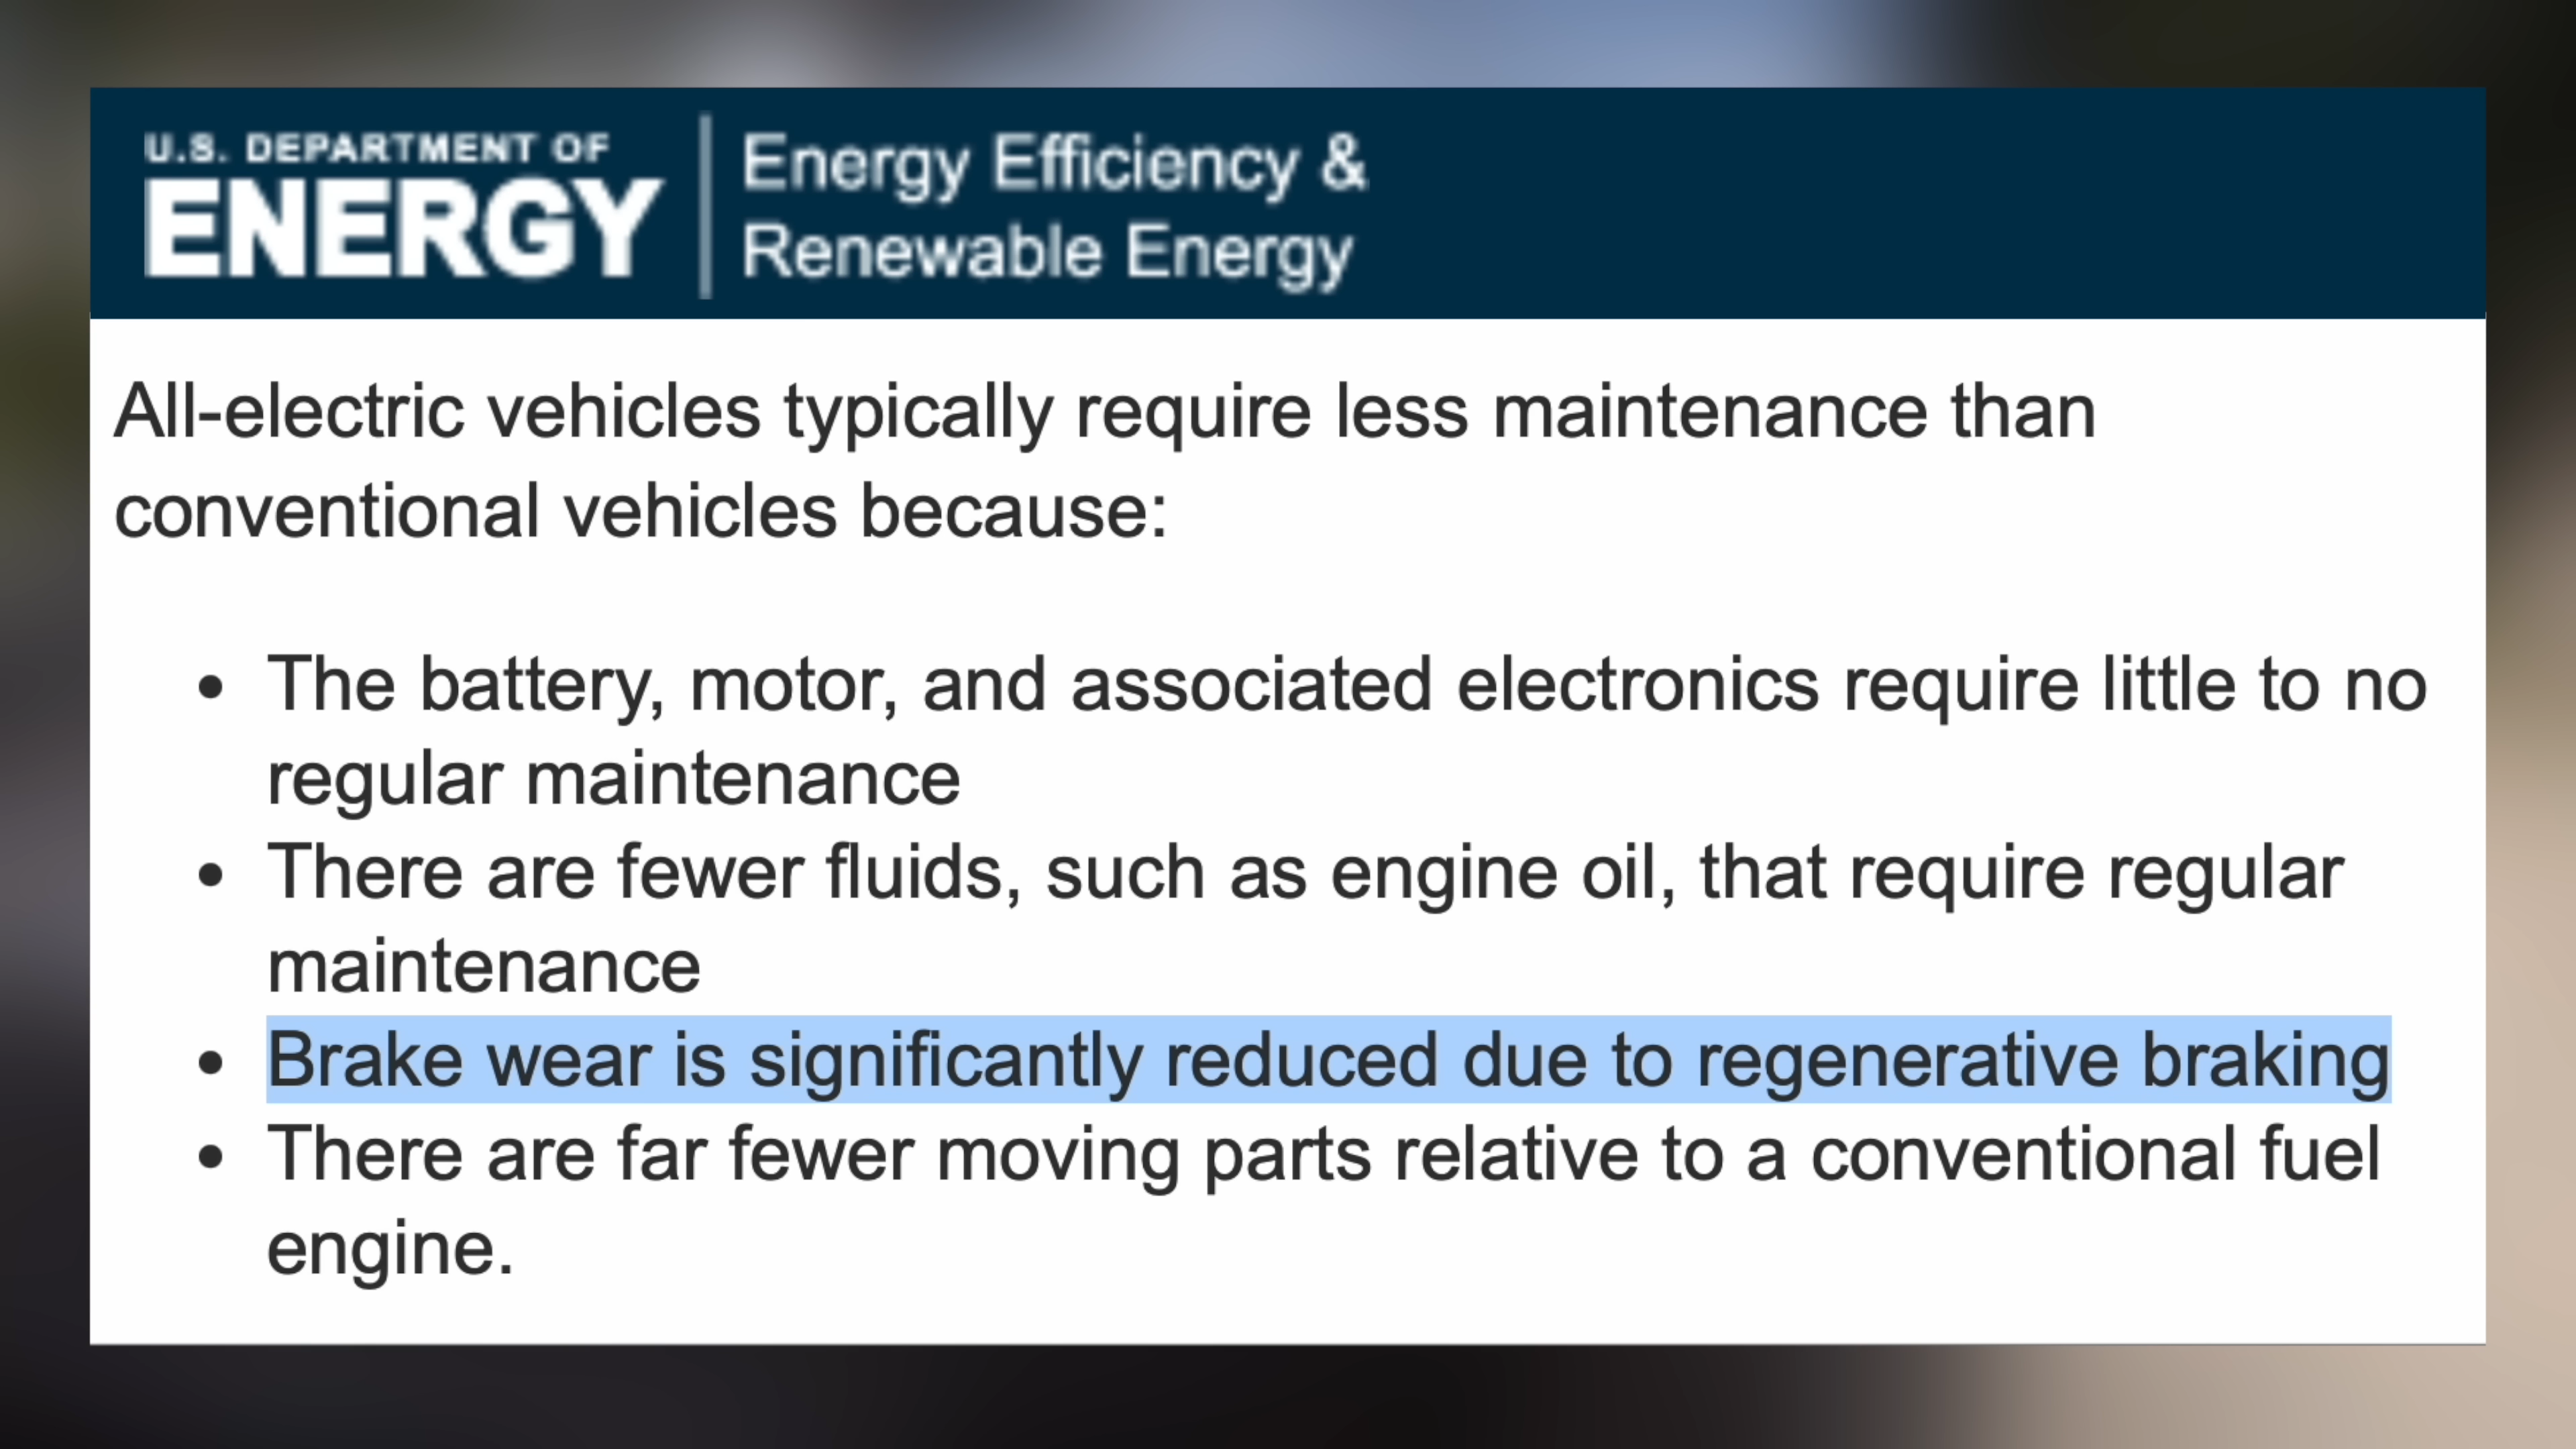 U.S. DEPARTMENT OF
ENERGY
Energy Efficiency &
Renewable Energy
All-electric vehicles typically require less maintenance than
conventional vehicles because:
• The battery, motor, and associated electronics require little to no
regular maintenance
• There are fewer fluids, such as engine oil, that require regular
maintenance
• Brake wear is significantly reduced due to regenerative braking
• There are far fewer moving parts relative to a conventional fuel
engine.